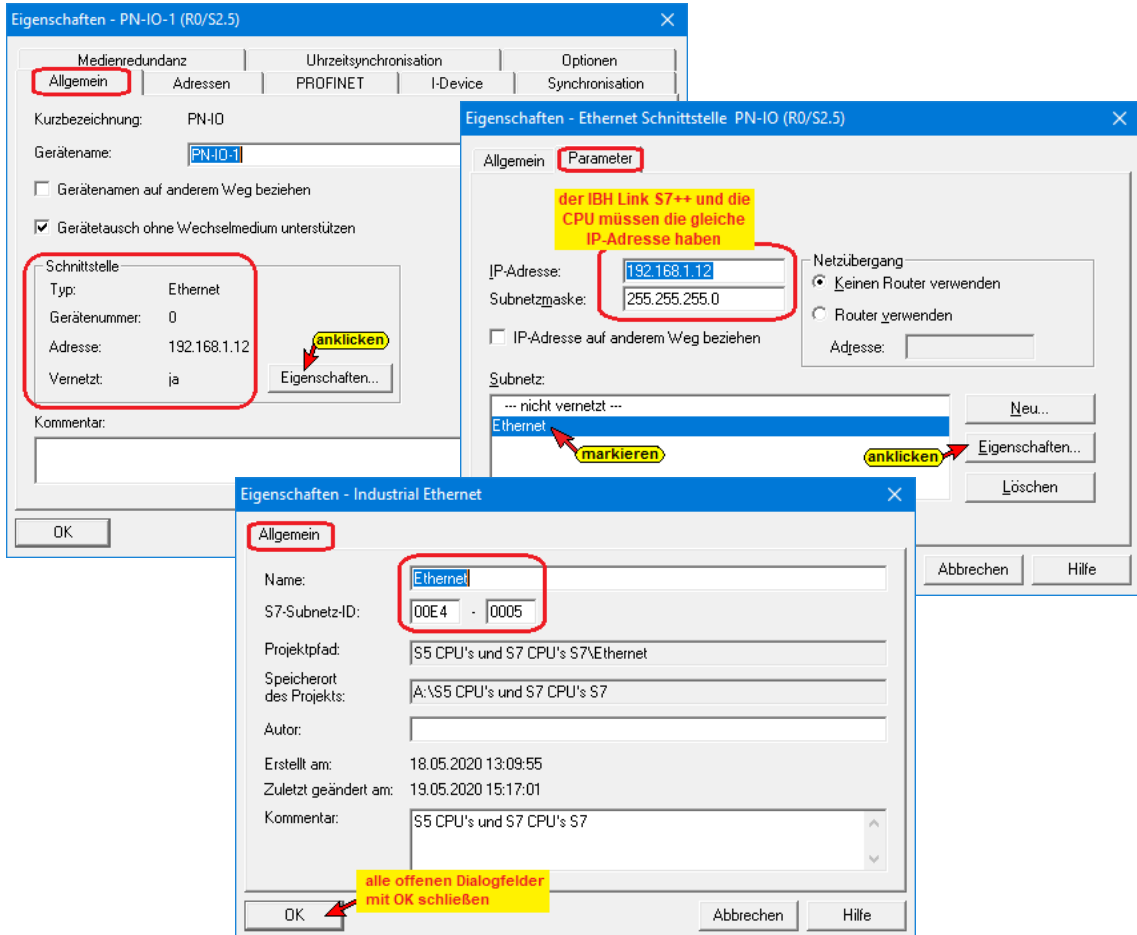 Eigenschaften - PN-IO-1 (R0/S2.5)
Medienredundanz Uhrzeitsynchronisation Optionen
Allgemein Adressen PROFINET I-Device Synchronisation
Kurzbezeichnung: PN-IO
Gerätename: PN-IO-1
Gerätenamen auf anderem Weg beziehen
Gerätetausch ohne Wechselmedium unterstützen
Schnittstelle
Typ: Ethernet
Gerätenummer: 0
Adresse: 192.168.1.12
anklicken
Vernetzt: ja Eigenschaften...
Kommentar:
OK
Eigenschaften - Ethernet Schnittstelle PN-IO (R0/S2.5)
Allgemein Parameter
der IBH Link S7++ und die
CPU müssen die gleiche
IP-Adresse haben
IP-Adresse: 192.168.1.12
Subnetzmaske: 255.255.255.0
IP-Adresse auf anderem Weg beziehen
Netzübergang
Keinen Router verwenden
Router verwenden
Adresse:
Subnetz:
--- nicht vernetzt ---
Ethernet
markieren
Neu...
anklicken
Eigenschaften...
Löschen
Abbrechen Hilfe
Eigenschaften - Industrial Ethernet
Allgemein
Name: Ethernet
S7-Subnetz-ID: 00E4 - 0005
Projektpfad: S5 CPU's und S7 CPU's S7\Ethernet
Speicherort
des Projekts: A:\S5 CPU's und S7 CPU's S7
Autor:
Erstellt am: 18.05.2020 13:09:55
Zuletzt geändert am: 19.05.2020 15:17:01
Kommentar: S5 CPU's und S7 CPU's S7
alle offenen Dialogfelder
mit OK schließen
OK Abbrechen Hilfe